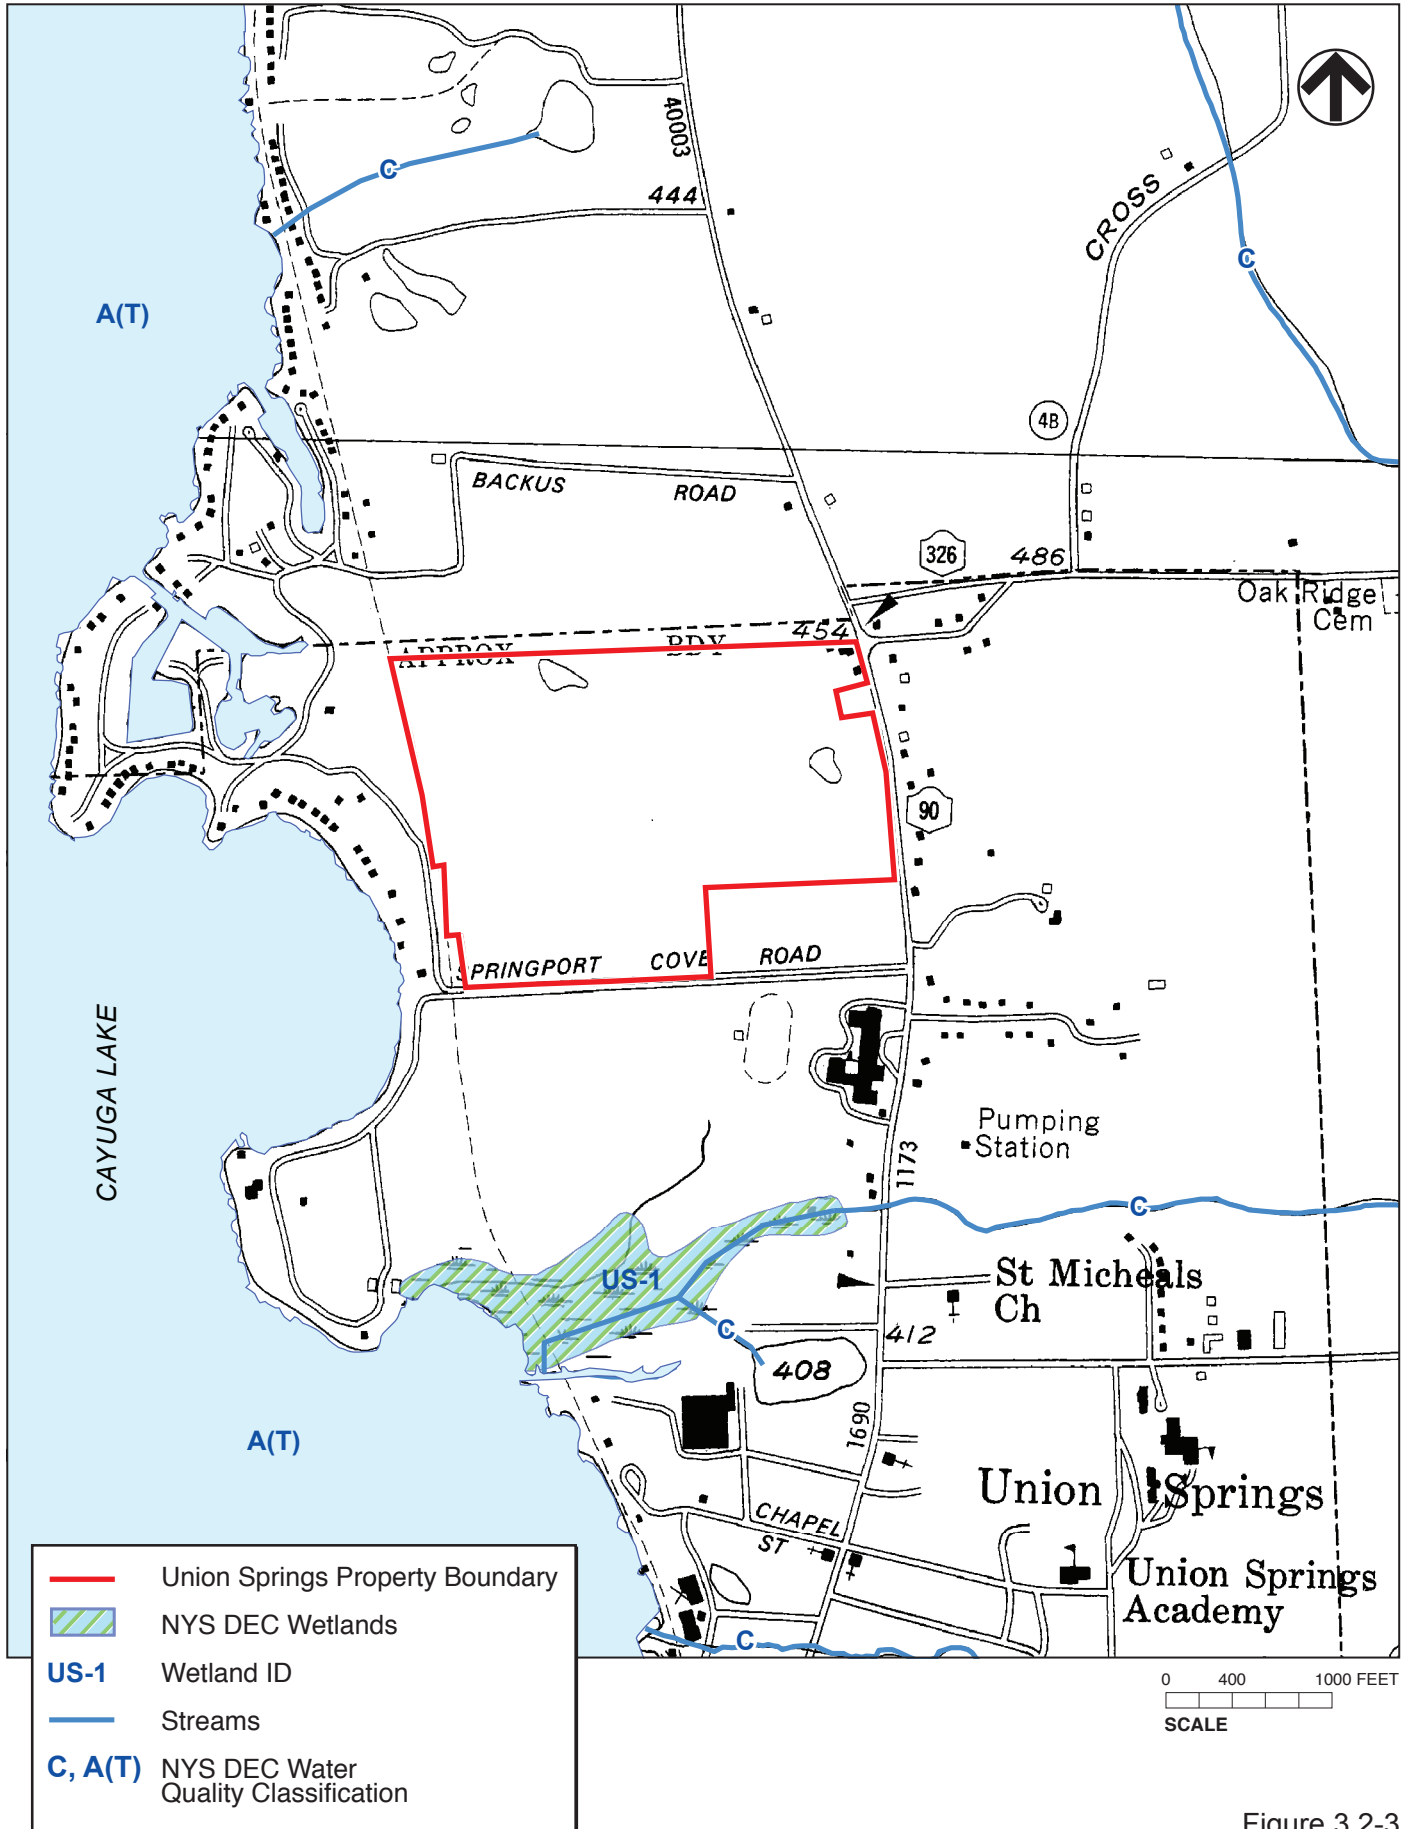 40003
C
444
CROSS
C
A(T)
4B
BACKUS ROAD
326
486
Oak Ridge
Cem
454
APPROX BDY
90
SPRINGPORT COVE ROAD
CAYUGA LAKE
Pumping
Station
1173
C
US-1
St Micheals
Ch
C
412
408
A(T)
1690
Union Springs
CHAPEL
ST
Union Springs
Academy
C
Union Springs Property Boundary
NYS DEC Wetlands
US-1 Wetland ID
Streams
C, A(T) NYS DEC Water
Quality Classification
0 400 1000 FEET
SCALE
Figure 3.2-3